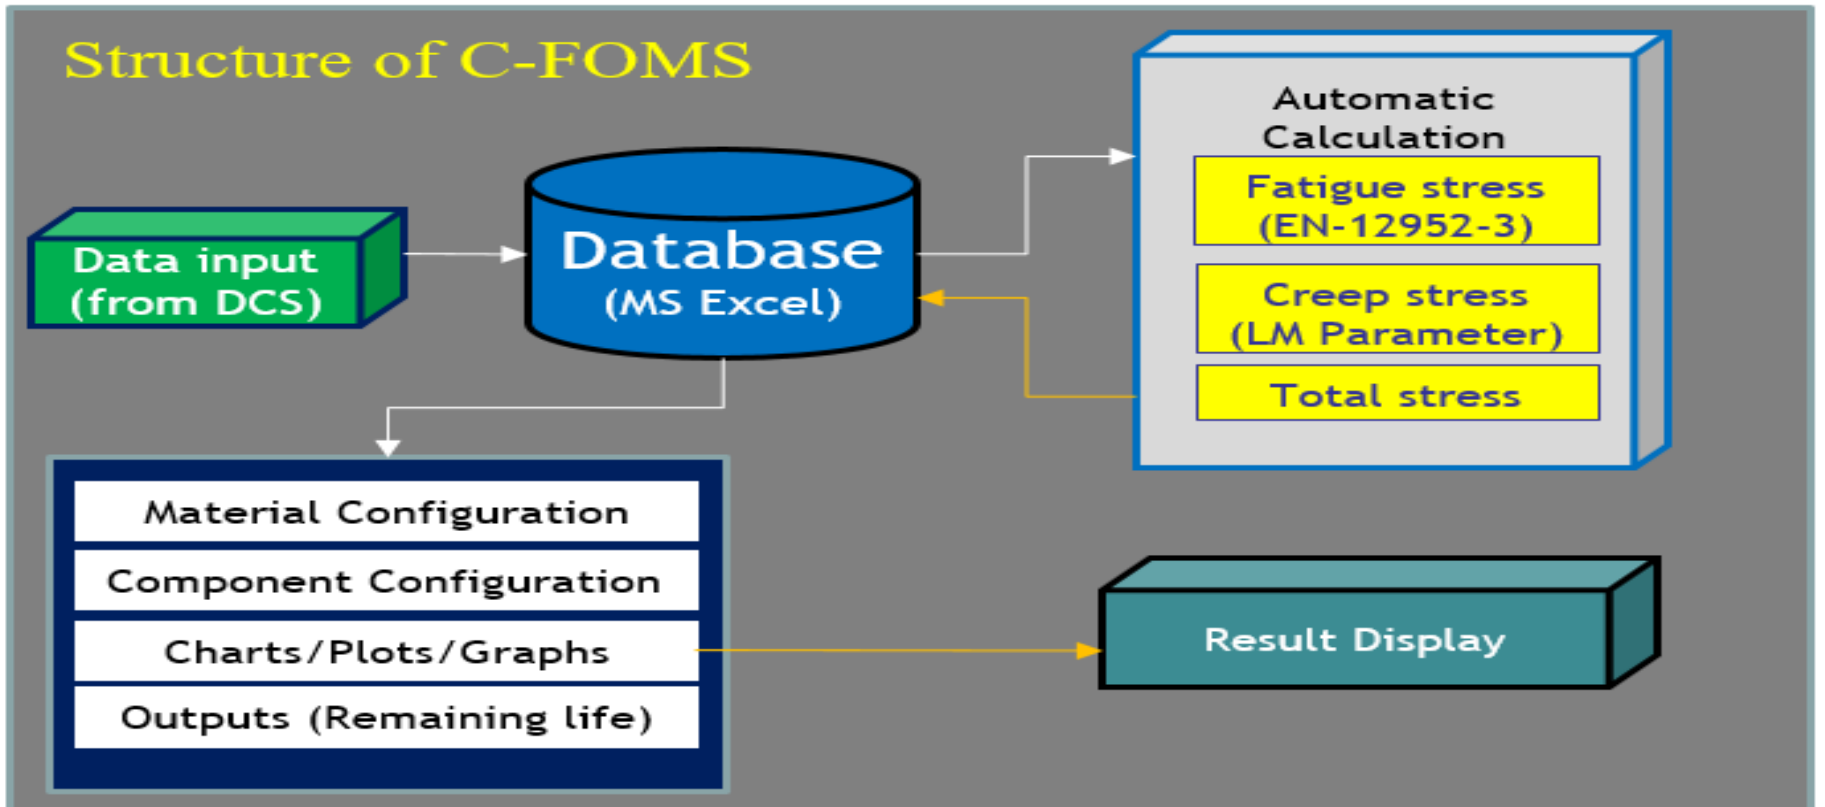 Structure of C-FOMS
Data input
(from DCS)
Database
(MS Excel)
Automatic
Calculation
Fatigue stress
(EN-12952-3)
Creep stress
(LM Parameter)
Total stress
Material Configuration
Component Configuration
Charts/Plots/Graphs
Outputs (Remaining life)
Result Display